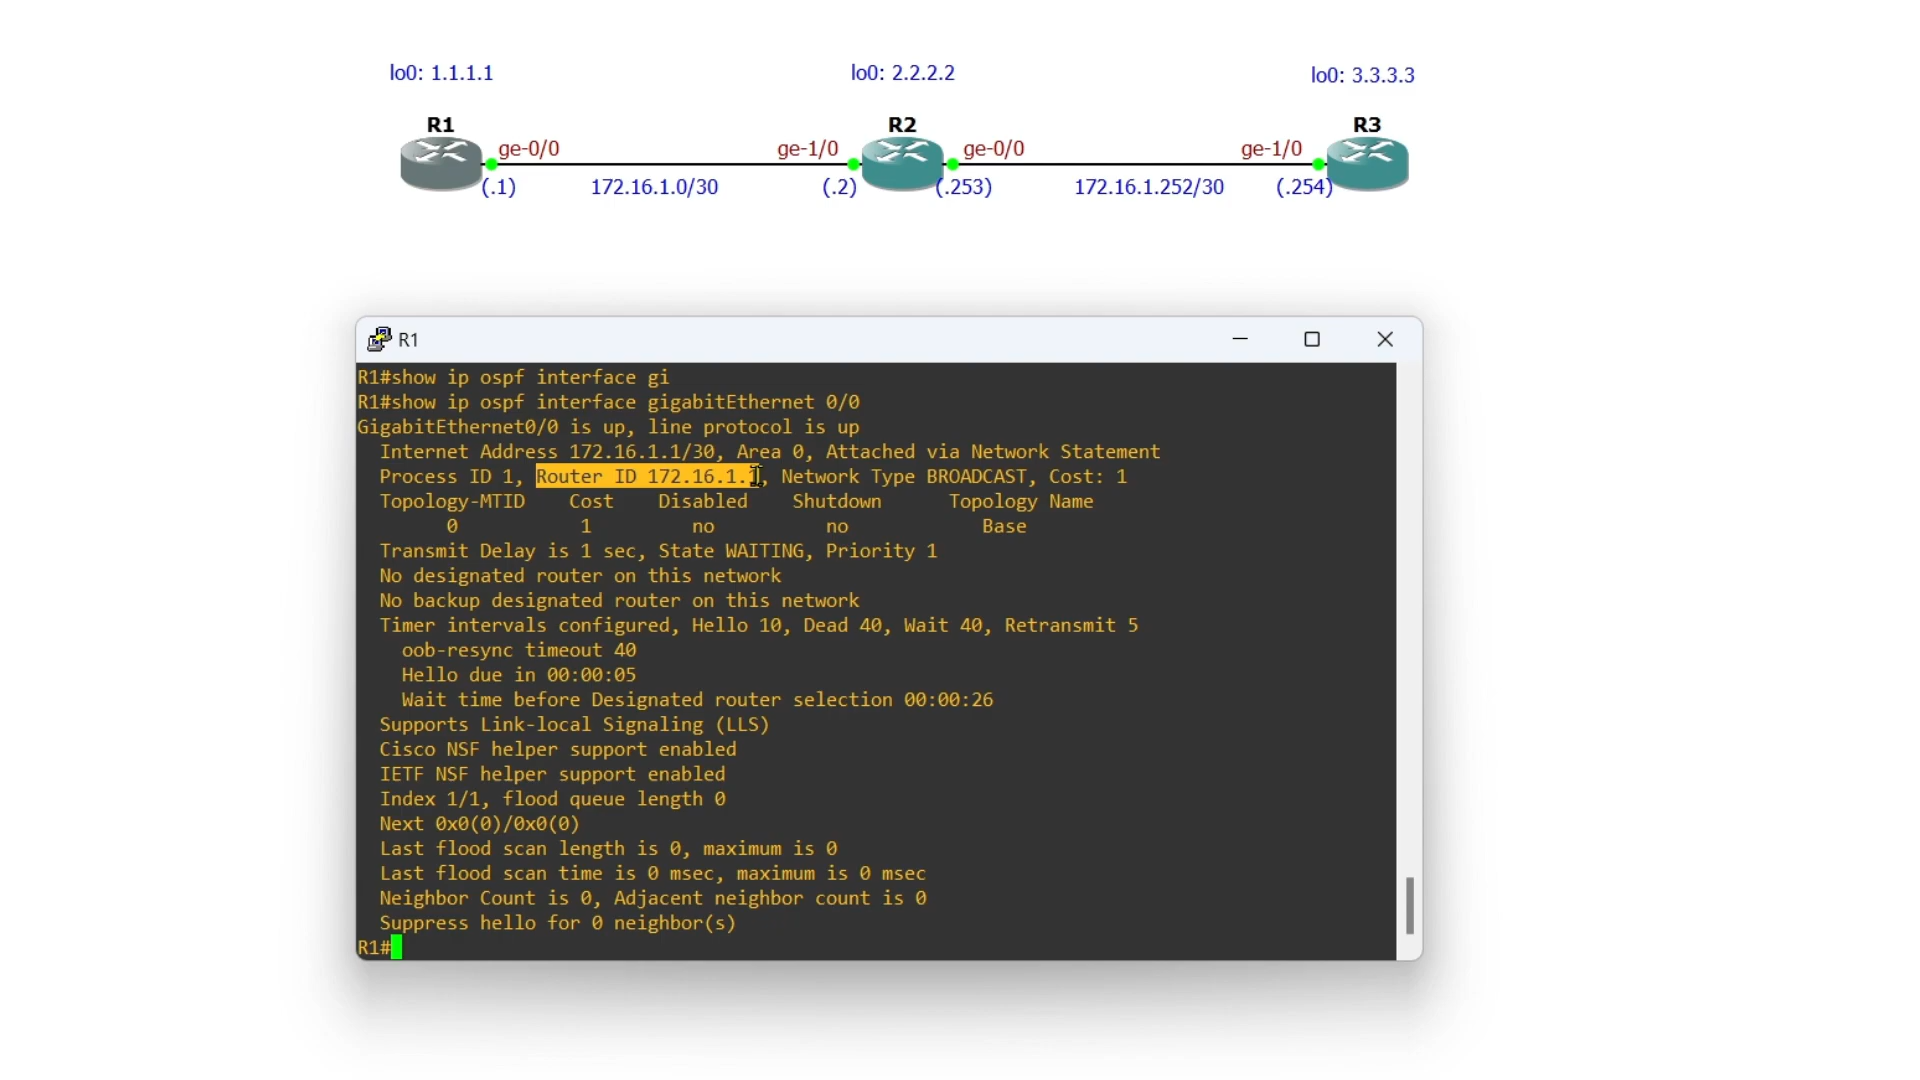 lo0: 1.1.1.1
lo0: 2.2.2.2
lo0: 3.3.3.3
R1
R2
R3
ge-0/0
ge-1/0
ge-0/0
ge-1/0
(.1)
172.16.1.0/30
(.2)
(.253)
172.16.1.252/30
(.254)
R1
R1#show ip ospf interface gi
R1#show ip ospf interface gigabitEthernet 0/0
GigabitEthernet0/0 is up, line protocol is up
Internet Address 172.16.1.1/30, Area 0, Attached via Network Statement
Process ID 1, Router ID 172.16.1.1, Network Type BROADCAST, Cost: 1
Topology-MTID Cost Disabled Shutdown Topology Name
0 1 no no Base
Transmit Delay is 1 sec, State WAITING, Priority 1
No designated router on this network
No backup designated router on this network
Timer intervals configured, Hello 10, Dead 40, Wait 40, Retransmit 5
oob-resync timeout 40
Hello due in 00:00:05
Wait time before Designated router selection 00:00:26
Supports Link-local Signaling (LLS)
Cisco NSF helper support enabled
IETF NSF helper support enabled
Index 1/1, flood queue length 0
Next 0x0(0)/0x0(0)
Last flood scan length is 0, maximum is 0
Last flood scan time is 0 msec, maximum is 0 msec
Neighbor Count is 0, Adjacent neighbor count is 0
Suppress hello for 0 neighbor(s)
R1#